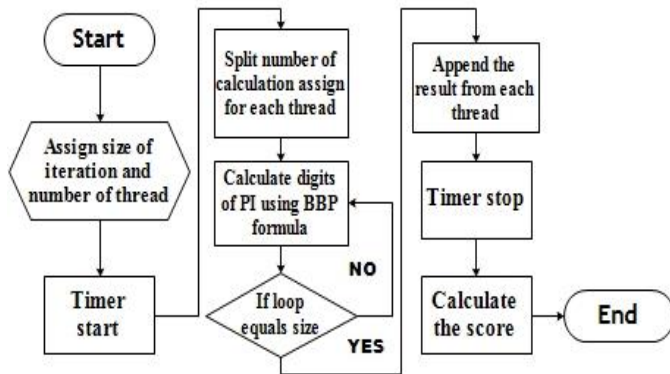 Start
Assign size of
iteration and
number of thread
Timer
start
Split number of
calculation assign
for each thread
Calculate digits
of PI using BBP
formula
If loop
equals size
NO
YES
Append the
result from each
thread
Timer stop
Calculate
the score
End